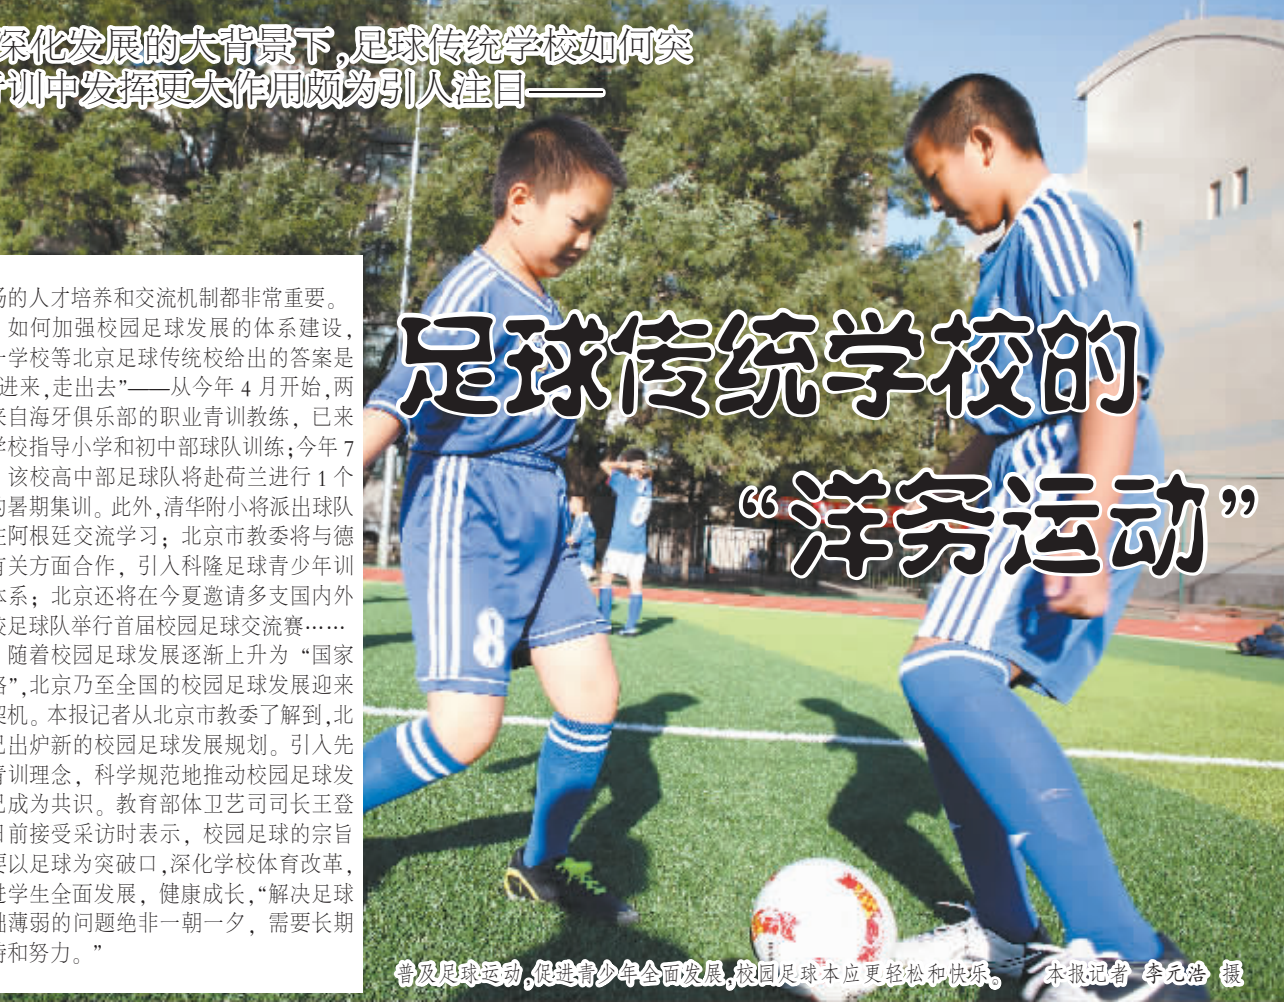 深化发展的大背景下,足球传统学校如何突
训中发挥更大作用颇为引人注目——
足球传统学校的
“洋务运动”
的人才培养和交流机制都非常重要。
如何加强校园足球发展的体系建设,
学校等北京足球传统校给出的答案是
进来,走出去”——从今年 4 月开始,两
来自海牙俱乐部的职业青训教练，已来
学校指导小学和初中部球队训练;今年 7
该校高中部足球队将赴荷兰进行 1 个
的暑期集训。此外,清华附小将派出球队
往阿根廷交流学习；北京市教委将与德
有关方面合作，引入科隆足球青少年训
体系；北京还将在今夏邀请多支国内外
校足球队举行首届校园足球交流赛……
随着校园足球发展逐渐上升为“国家
略”,北京乃至全国的校园足球发展迎来
契机。本报记者从北京市教委了解到,北
已出炉新的校园足球发展规划。引入先
青训理念，科学规范地推动校园足球发
已成为共识。教育部体卫艺司司长王登
日前接受采访时表示，校园足球的宗旨
要以足球为突破口,深化学校体育改革,
进学生全面发展，健康成长,“解决足球
础薄弱的问题绝非一朝一夕，需要长期
持和努力。”
8
普及足球运动,促进青少年全面发展,校园足球本应更轻松和快乐。 本报记者 李元浩 摄